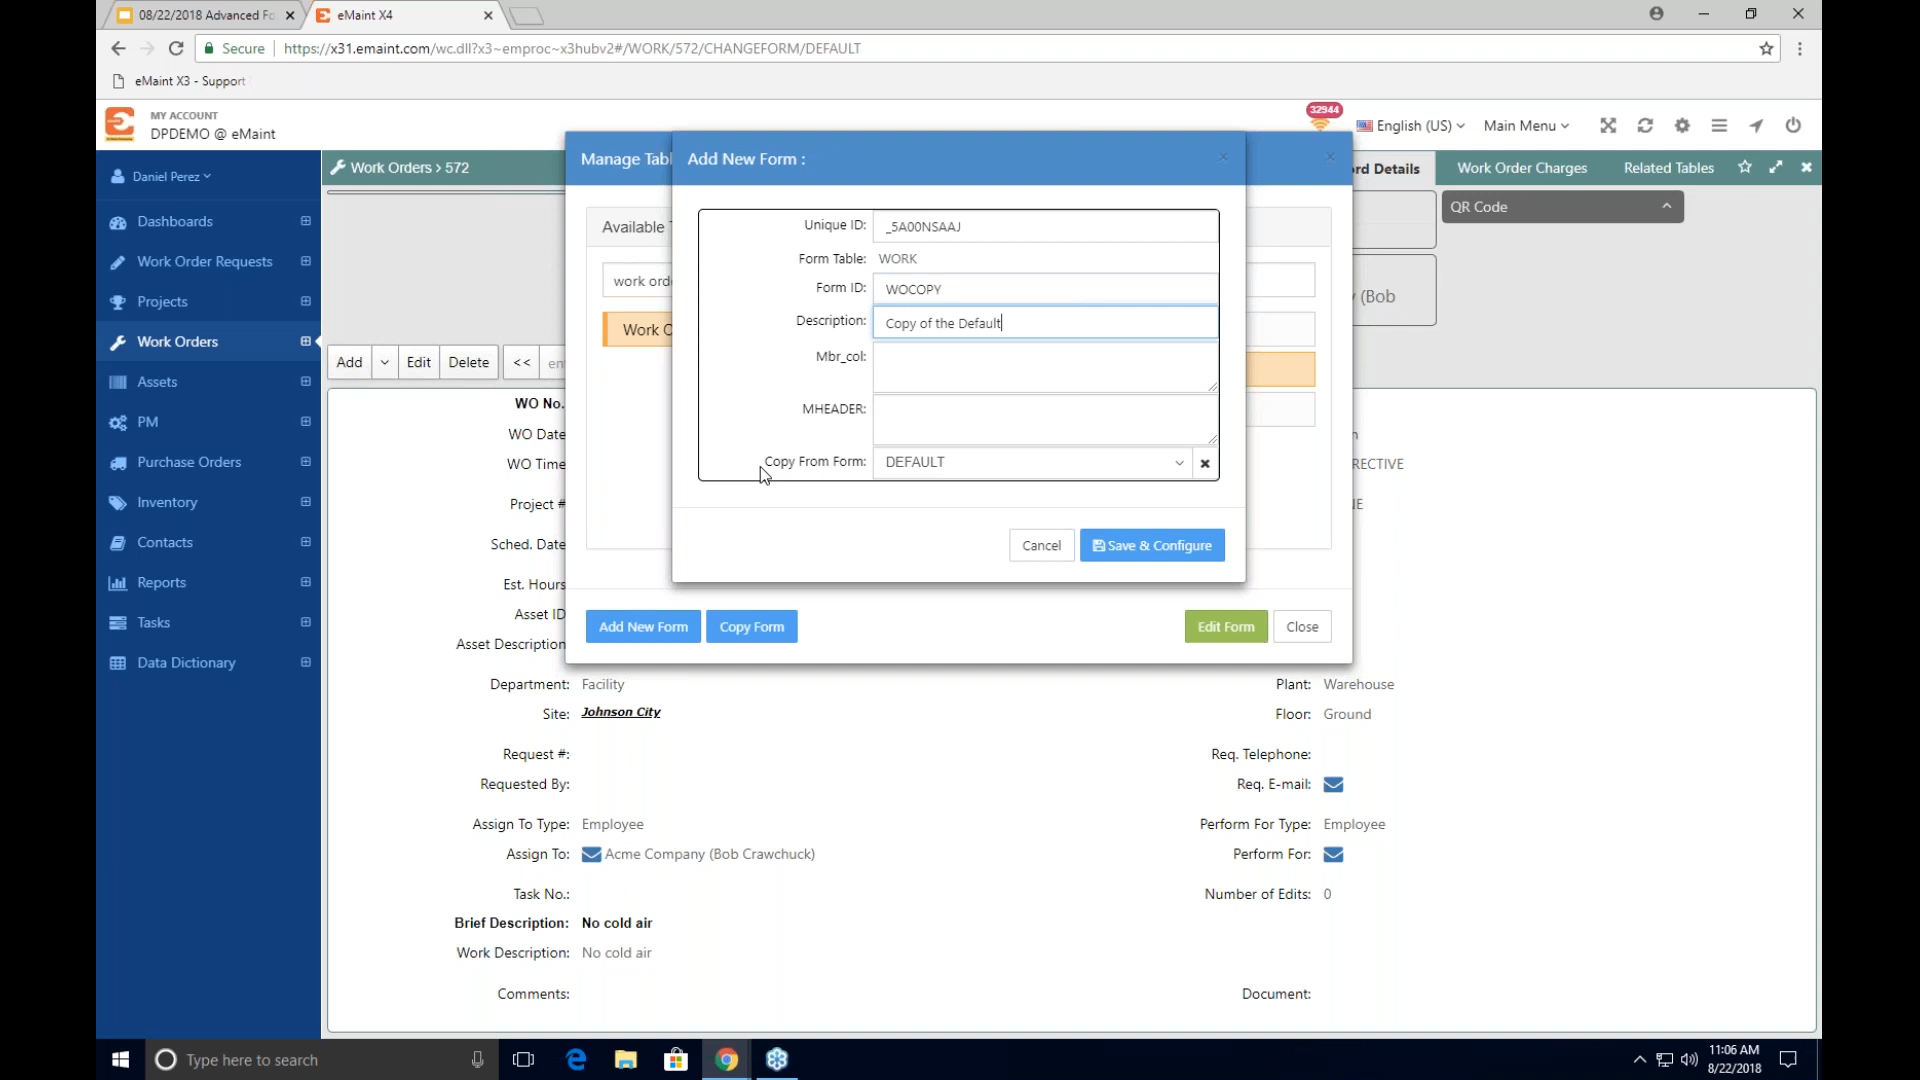 08/22/2018 Advanced Fo
eMaint X4
Secure
https://x31.emaint.com/wc.dll?x3~emproc~x3hubv2#/WORK/572/CHANGEFORM/DEFAULT
eMaint X3 - Support
MY ACCOUNT
DPDEMO @ eMaint
32944
English (US)
Main Menu
Daniel Perez
Dashboards
Work Order Requests
Projects
Work Orders
Assets
PM
Purchase Orders
Inventory
Contacts
Reports
Tasks
Data Dictionary
Work Orders > 572
rd Details
Work Order Charges
Related Tables
QR Code
(Bob
Add
Edit
Delete
<<
en
Manage Tab
Available T
work ord
Work O
Add New Form :
Unique ID: _5A00NSAAJ
Form Table: WORK
Form ID: WOCOPY
Description: Copy of the Default
Mbr_col:
MHEADER:
Copy From Form: DEFAULT
Cancel
Save & Configure
Add New Form
Copy Form
Edit Form
Close
WO No.
WO Date
WO Time
RECTIVE
Project #
Sched. Date
Est. Hours
Asset ID
Asset Description
Department: Facility
Plant: Warehouse
Site: Johnson City
Floor: Ground
Request #:
Req. Telephone:
Requested By:
Req. E-mail:
Assign To Type: Employee
Perform For Type: Employee
Assign To: Acme Company (Bob Crawchuck)
Perform For:
Task No.:
Number of Edits: 0
Brief Description: No cold air
Work Description: No cold air
Comments:
Document:
Type here to search
11:06 AM
8/22/2018